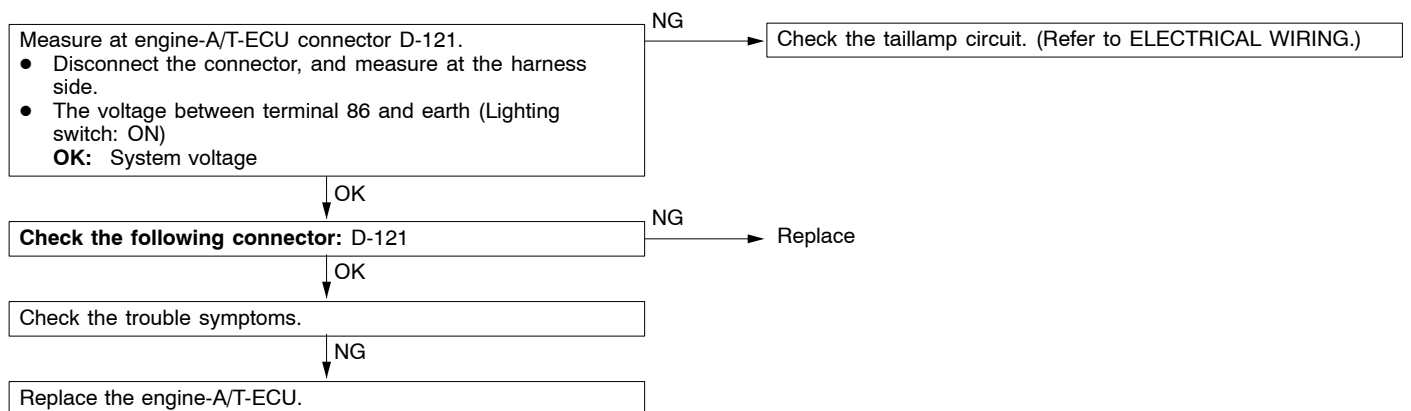 NG
Measure at engine-A/T-ECU connector D-121.
● Disconnect the connector, and measure at the harness
side.
● The voltage between terminal 86 and earth (Lighting
switch: ON)
OK: System voltage
Check the taillamp circuit. (Refer to ELECTRICAL WIRING.)
OK
NG
Check the following connector: D-121
Replace
OK
Check the trouble symptoms.
NG
Replace the engine-A/T-ECU.